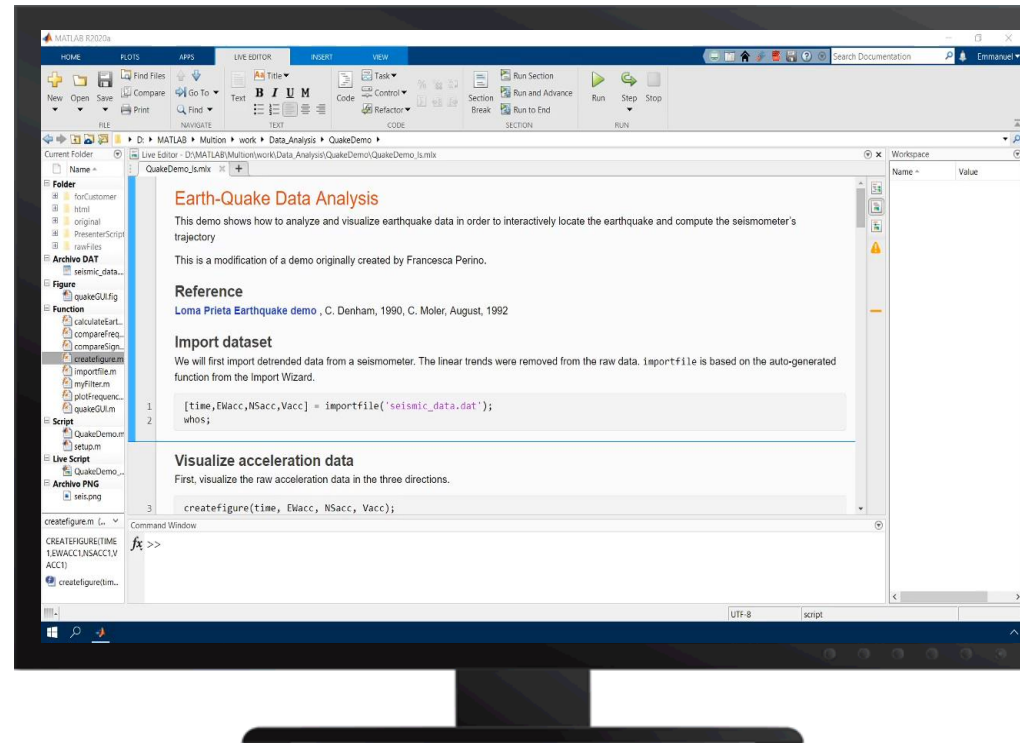 MATLAB R2020a
HOME PLOTS APPS LIVE EDITOR INSERT VIEW Search Documentation Emmanuel
New Open Save Find Files Compare Print Go To Find Text Title B I U M Code Task Control Refactor Section Break Run Section Run and Advance Run to End Run Step Stop
FILE NAVIGATE TEXT CODE SECTION RUN
D: MATLAB Multion work Data_Analysis QuakeDemo
Current Folder
Name
Folder
forCustomer
html
original
PresenterScript
rawFiles
Archivo DAT
seismic_data...
Figure
quakeGUI.fig
Function
calculateEart...
compareFreq...
compareSign...
createfigure.m
importfile.m
myFilter.m
plotFrequenc...
quakeGUI.m
Script
QuakeDemo.m
setup.m
Live Script
QuakeDemo_...
Archivo PNG
seis.png
createfigure.m (...
CREATEFIGURE(TIME
1,EWACC1,NSACC1,V
ACC1)
createfigure(tim...
Live Editor - D:\MATLAB\Multion\work\Data_Analysis\QuakeDemo\QuakeDemo_ls.mlx
QuakeDemo_ls.mlx
Earth-Quake Data Analysis
This demo shows how to analyze and visualize earthquake data in order to interactively locate the earthquake and compute the seismometer's
trajectory
This is a modification of a demo originally created by Francesca Perino.
Reference
Loma Prieta Earthquake demo , C. Denham, 1990, C. Moler, August, 1992
Import dataset
We will first import detrended data from a seismometer. The linear trends were removed from the raw data. importfile is based on the auto-generated
function from the Import Wizard.
1 [time,EWacc,NSacc,Vacc] = importfile('seismic_data.dat');
2 whos;
Visualize acceleration data
First, visualize the raw acceleration data in the three directions.
3 createfigure(time, EWacc, NSacc, Vacc);
Command Window
fx >>
Workspace
Name Value
UTF-8 script